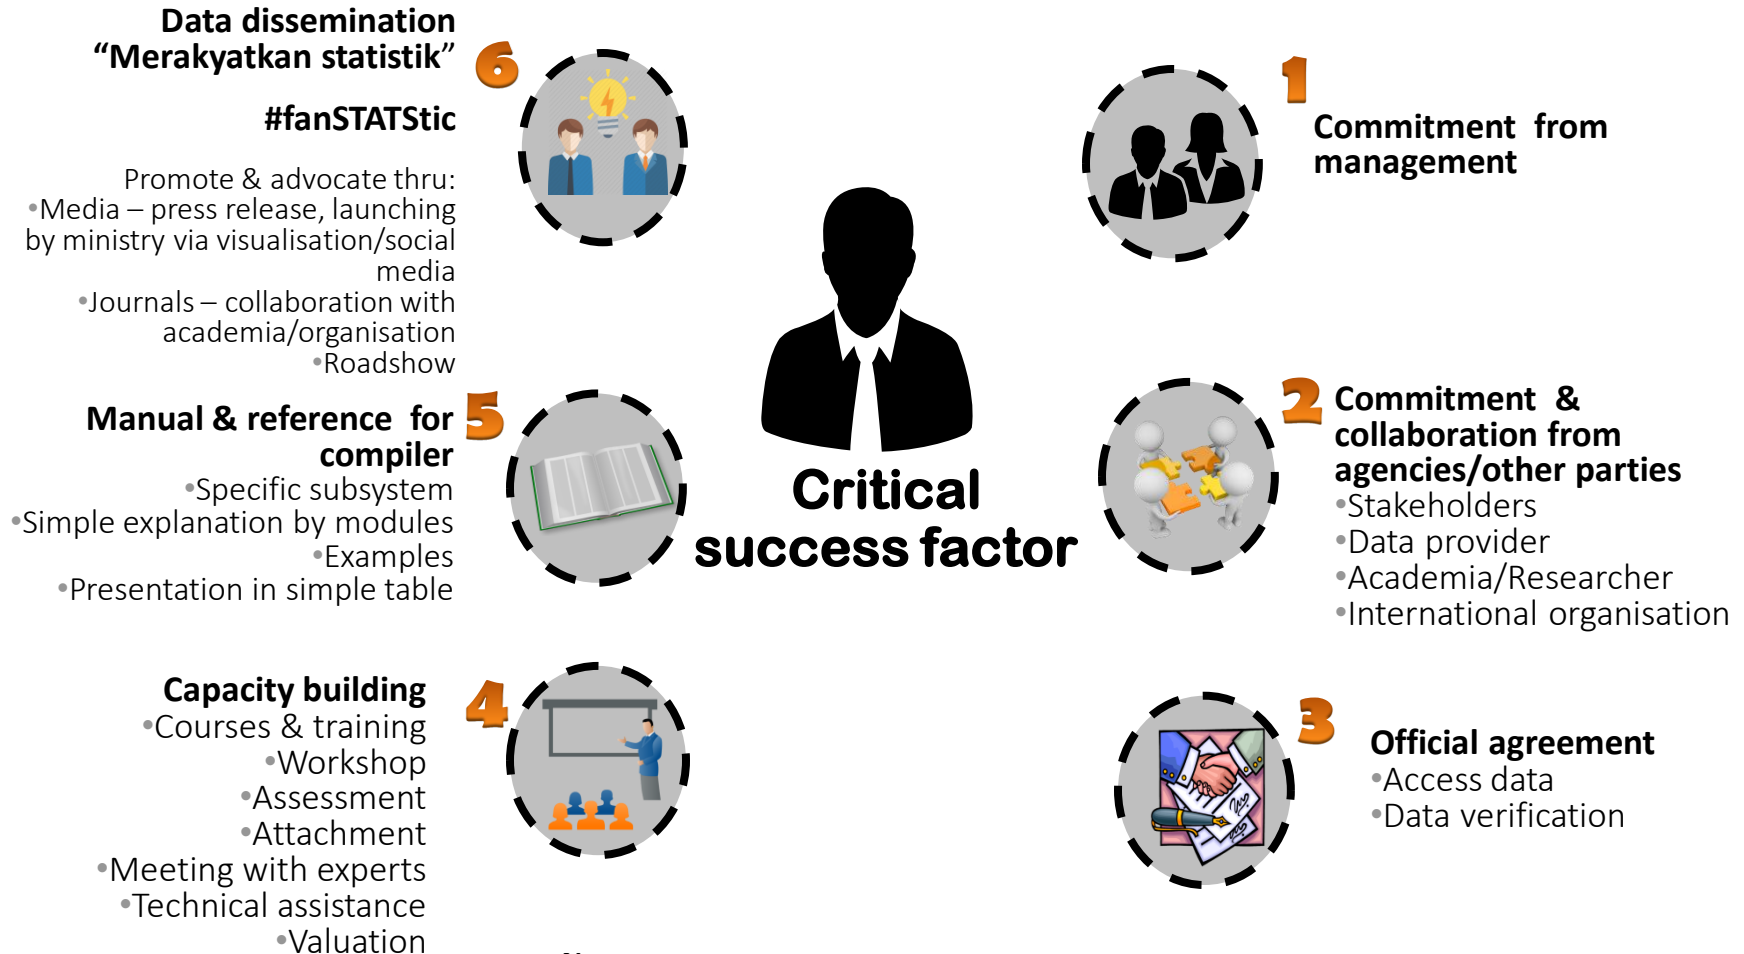 1
Commitment  from
management
2
Commitment  &
collaboration from
agencies/other parties
•Stakeholders
•Data provider
•Academia/Researcher
•International organisation
3
Official agreement
•Access data
•Data verification
4
Capacity building
•Courses & training
•Workshop
•Assessment
•Attachment
•Meeting with experts
•Technical assistance
•Valuation
5
Manual & reference  for
compiler
•Specific subsystem
•Simple explanation by modules
•Examples
•Presentation in simple table
6
Data dissemination
“Merakyatkan statistik”
#fanSTATStic
Promote & advocate thru:
•Media – press release, launching
by ministry via visualisation/social
media
•Journals – collaboration with
academia/organisation
•Roadshow
Critical
success factor